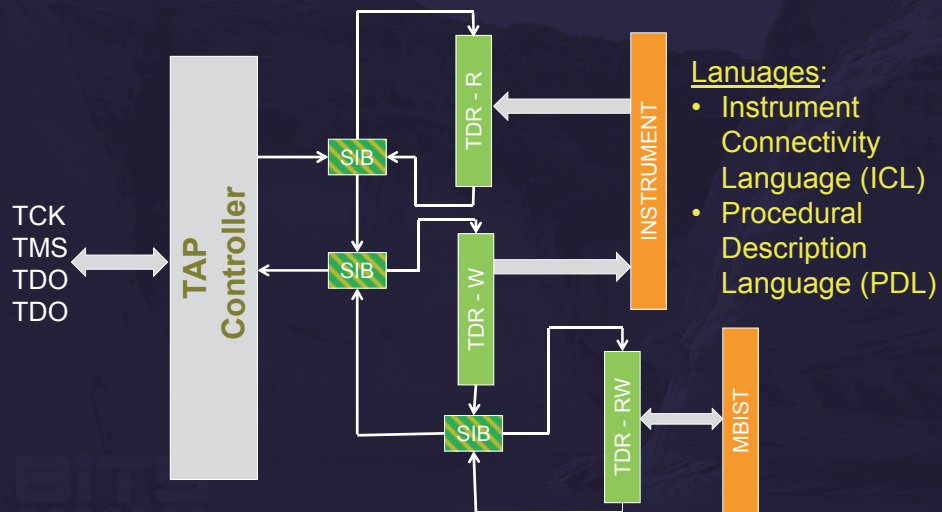 TCK
TMS
TDO
TDO
TAP
Controller
SIB
SIB
SIB
TDR - R
TDR - W
TDR - RW
INSTRUMENT
MBIST
Lanuages:
• Instrument
Connectivity
Language (ICL)
• Procedural
Description
Language (PDL)
BiTS